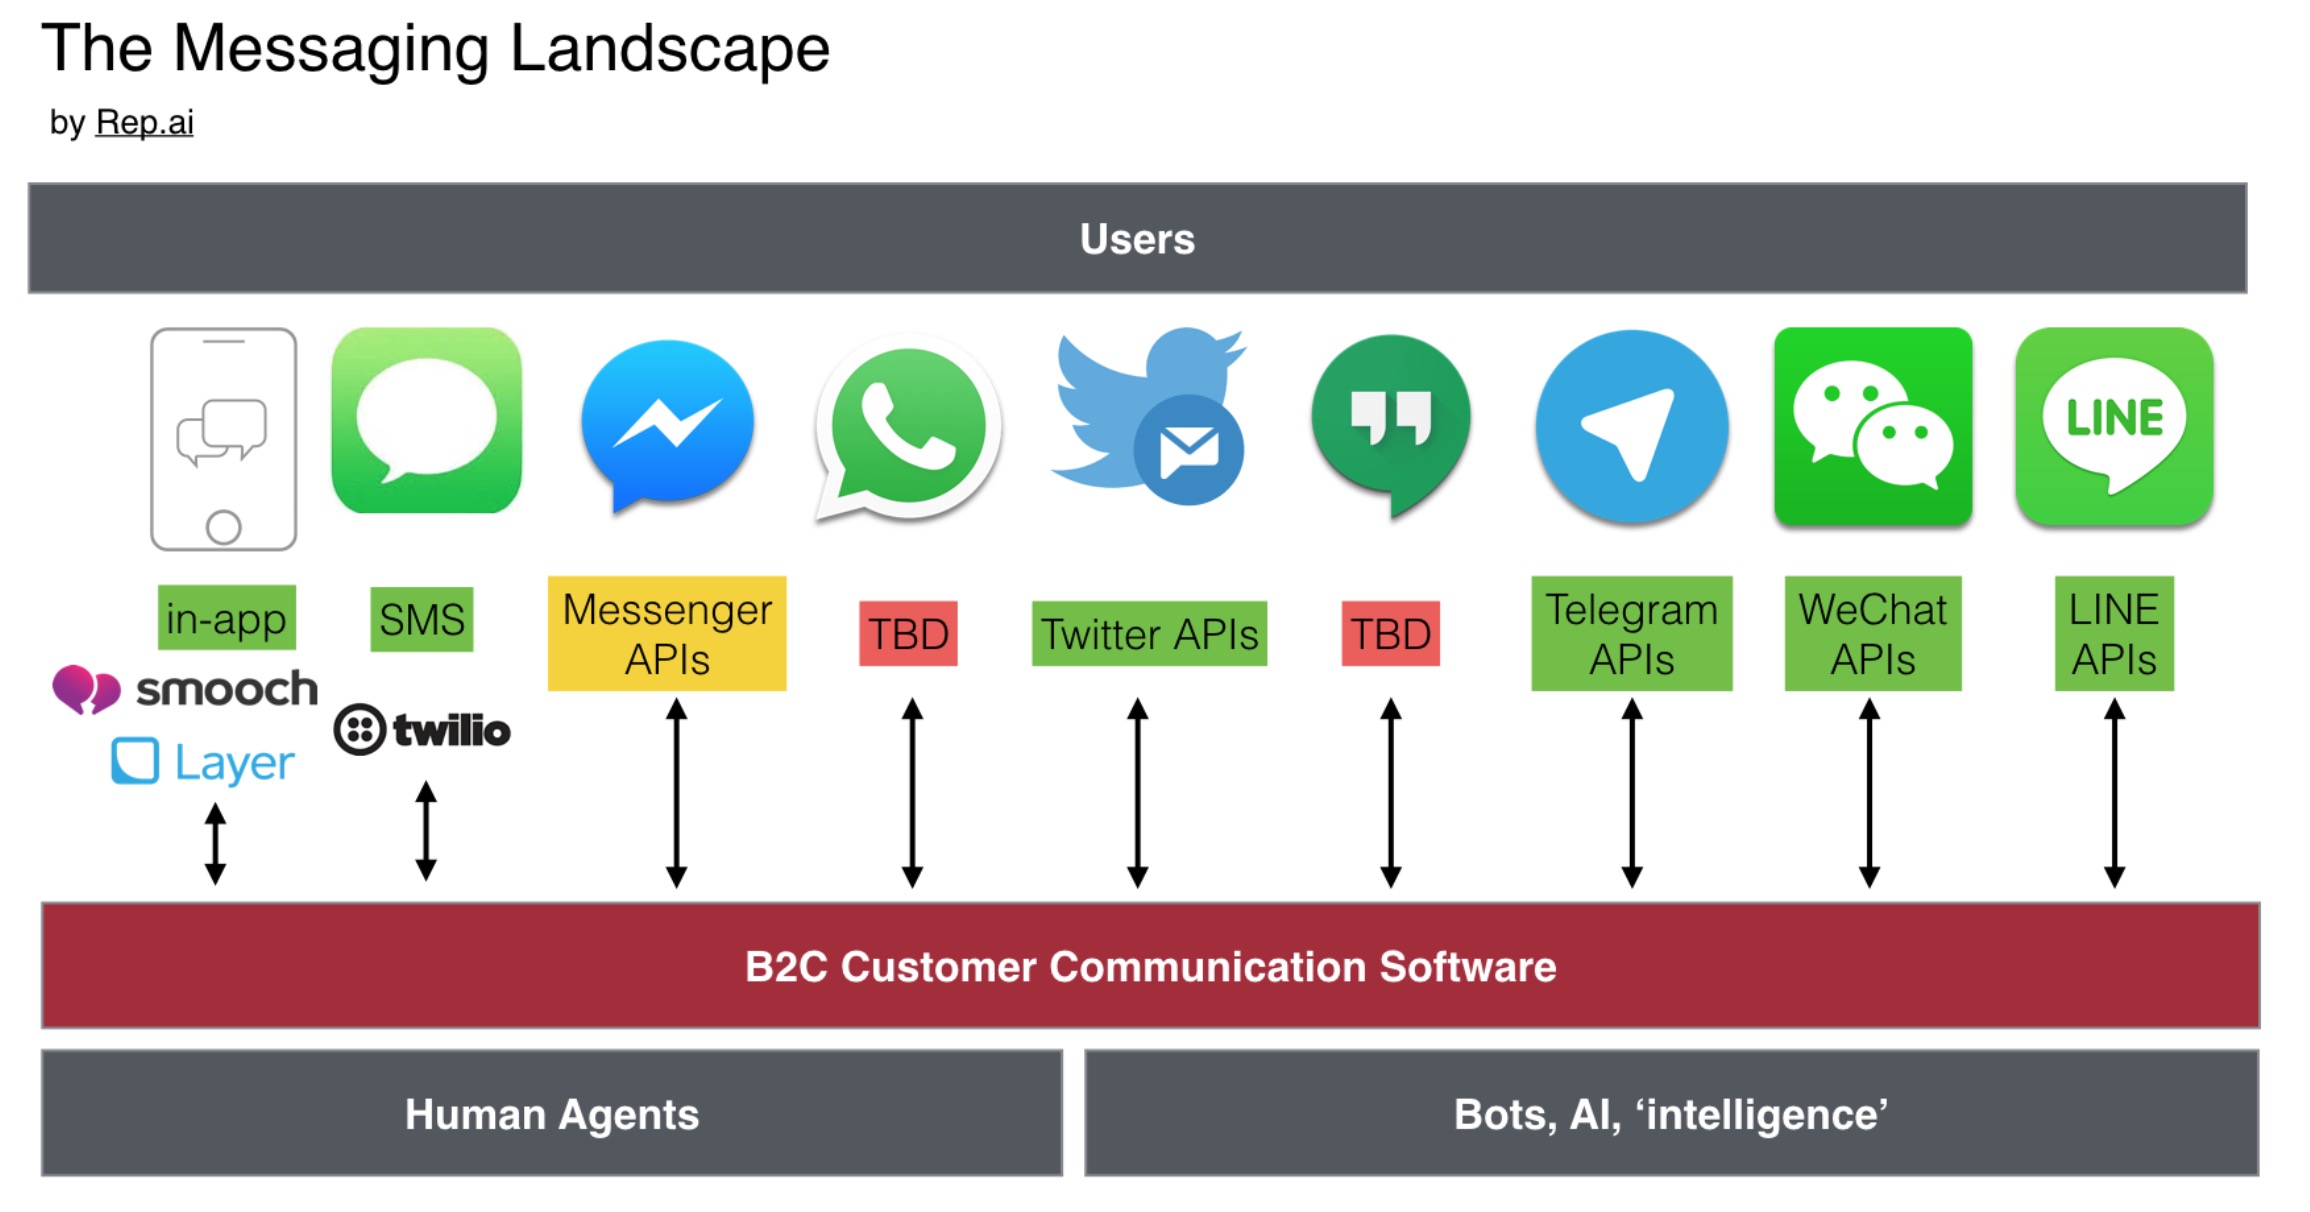 The Messaging Landscape
by Rep.ai
Users
LINE
in-app
SMS
Messenger
APIs
TBD
Twitter APIs
TBD
Telegram
APIs
WeChat
APIs
LINE
APIs
smooch
Layer
twilio
B2C Customer Communication Software
Human Agents
Bots, AI, ‘intelligence’